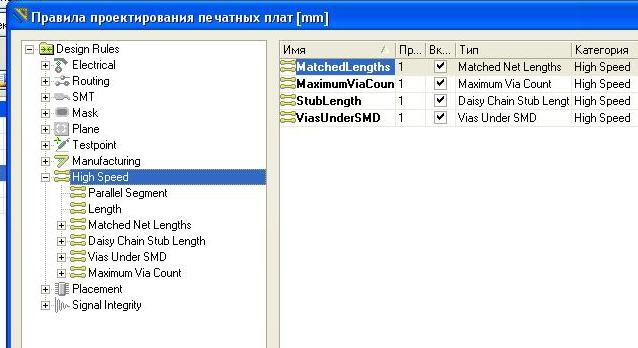 Правила проектирования печатных плат [mm]
Design Rules
Electrical
Routing
SMT
Mask
Plane
Testpoint
Manufacturing
High Speed
Parallel Segment
Length
Matched Net Lengths
Daisy Chain Stub Length
Vias Under SMD
Maximum Via Count
Placement
Signal Integrity
Имя Пр... Вк... Тип Категория
MatchedLengths 1 Matched Net Lengths High Speed
MaximumViaCoun 1 Maximum Via Count High Speed
StubLength 1 Daisy Chain Stub Lengt High Speed
ViasUnderSMD 1 Vias Under SMD High Speed